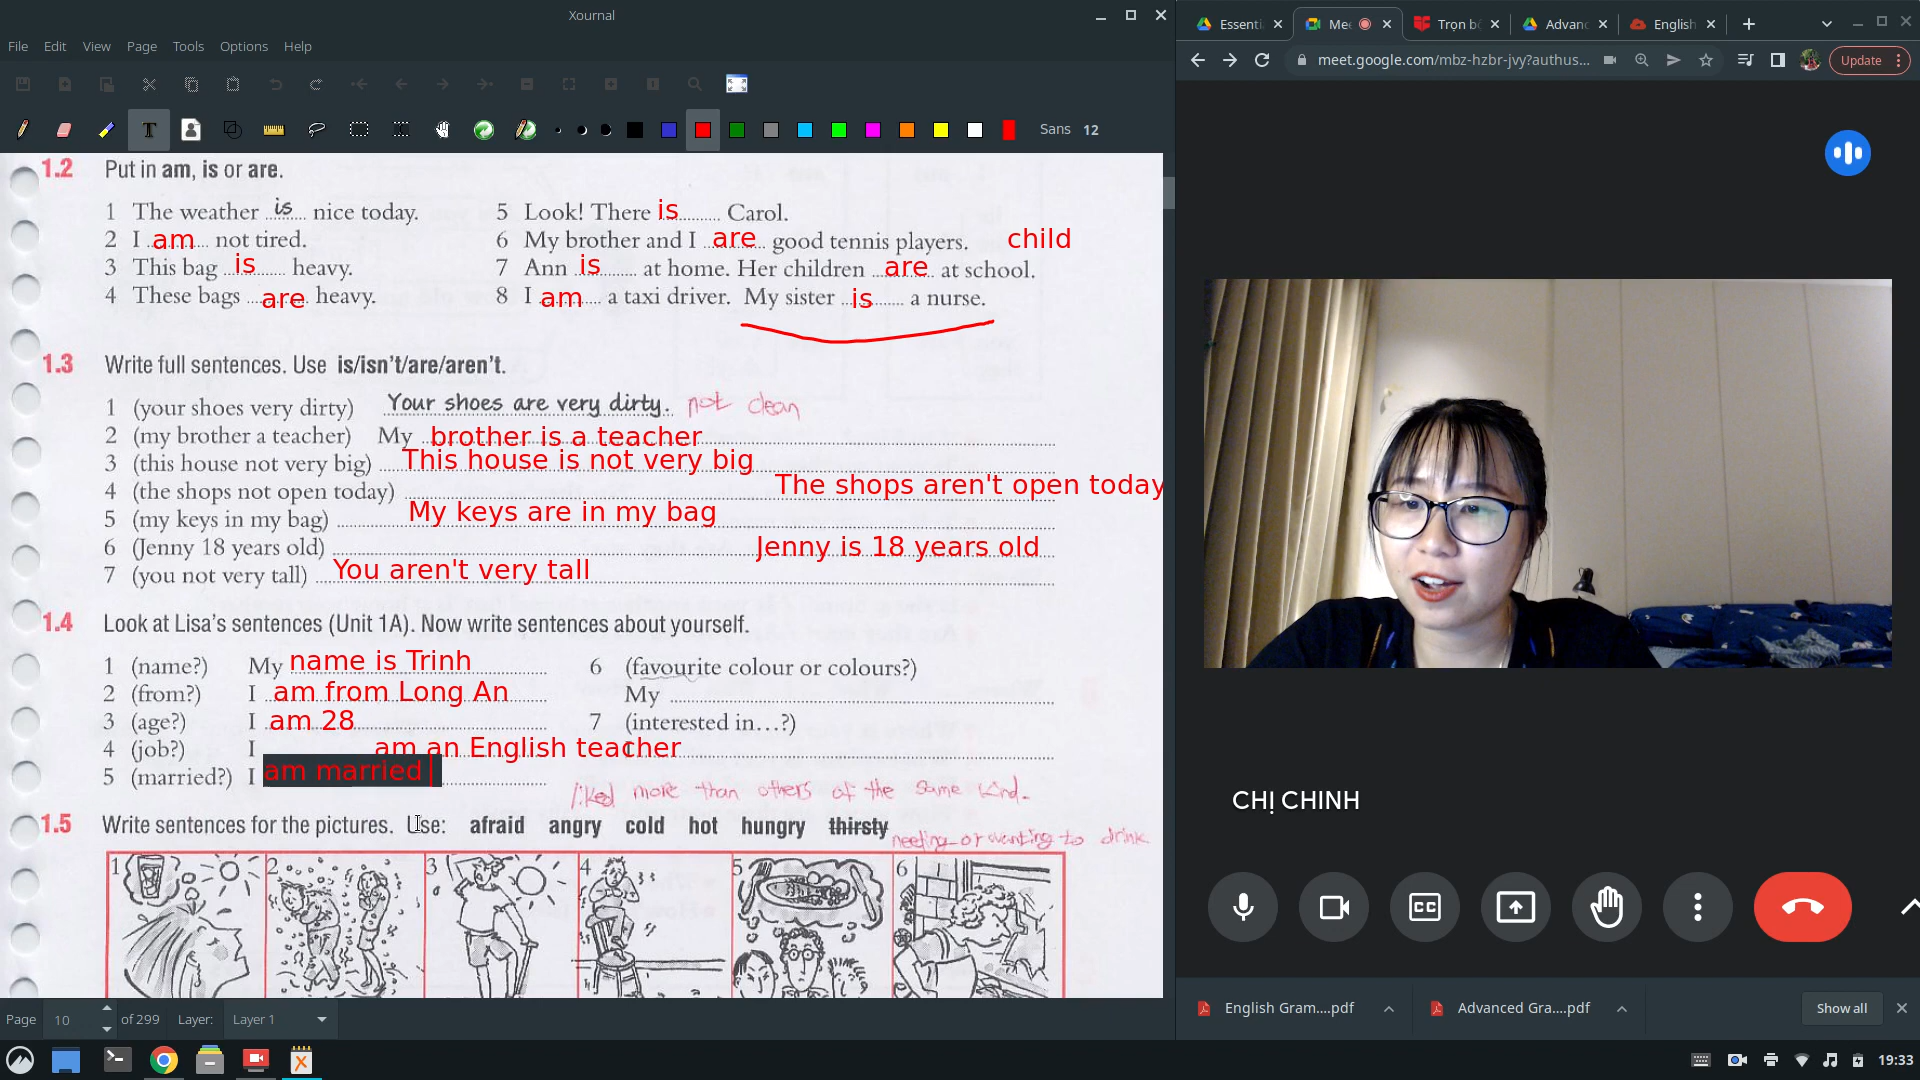 Xournal
File Edit View Page Tools Options Help
Sans 12
1.2 Put in am, is or are.
1 The weather is nice today.
2 I am not tired.
3 This bag is heavy.
4 These bags are heavy.
5 Look! There is Carol.
6 My brother and I are good tennis players. child
7 Ann is at home. Her children are at school.
8 I am a taxi driver. My sister is a nurse.
1.3 Write full sentences. Use is/isn't/are/aren't.
1 (your shoes very dirty) Your shoes are very dirty. not clean
2 (my brother a teacher) My brother is a teacher
3 (this house not very big) This house is not very big
4 (the shops not open today) The shops aren't open today
5 (my keys in my bag) My keys are in my bag
6 (Jenny 18 years old) Jenny is 18 years old
7 (you not very tall) You aren't very tall
1.4 Look at Lisa's sentences (Unit 1A). Now write sentences about yourself.
1 (name?) My name is Trinh
2 (from?) I am from Long An
3 (age?) I am 28
4 (job?) I am an English teacher
5 (married?) I am married
6 (favourite colour or colours?)
My
7 (interested in…?)
I
liked more than others of the same kind.
1.5 Write sentences for the pictures. Use: afraid angry cold hot hungry thirsty
needing or wanting to drink
1 2 3 4 5 6
Page 10 of 299 Layer: Layer 1
Essenti Mee Trọn bộ Advanc English
meet.google.com/mbz-hzbr-jvy?authus... Update
CHỊ CHINH
CC
English Gram....pdf Advanced Gra....pdf Show all
19:33